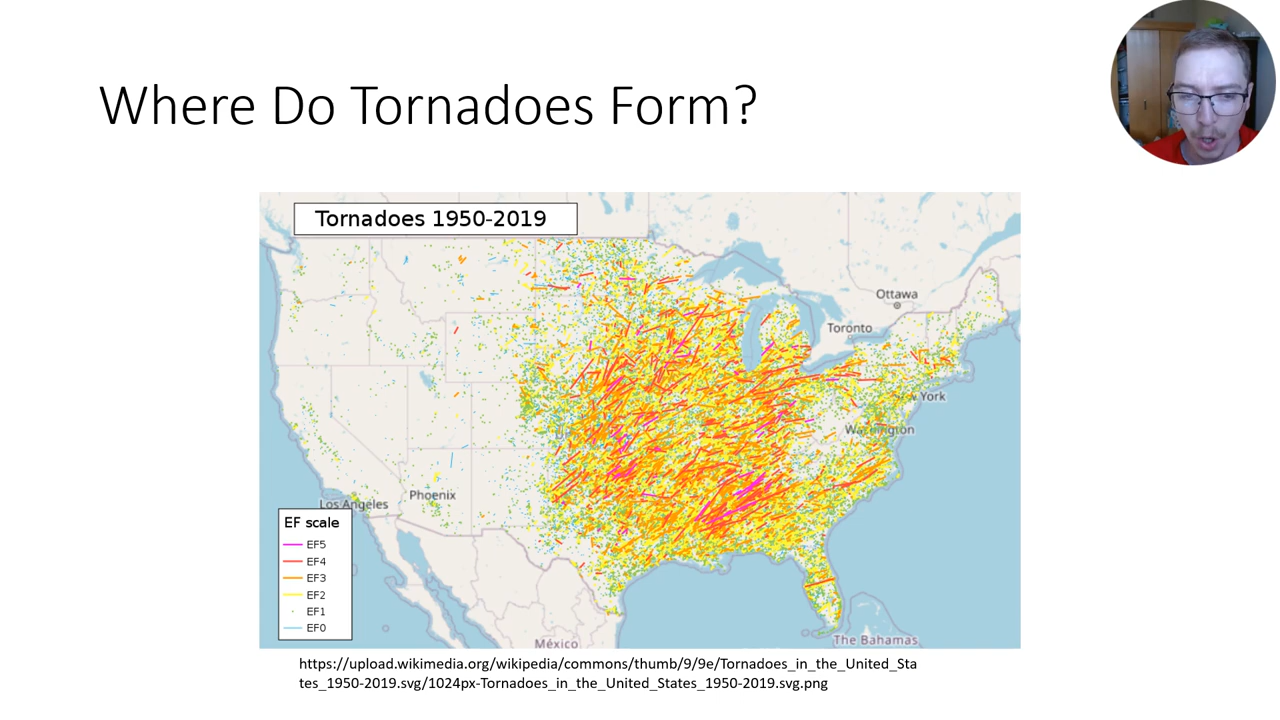 Where Do Tornadoes Form?
Tornadoes 1950-2019
Ottawa
Toronto
New York
Washington
Phoenix
Los Angeles
EF scale
EF5
EF4
EF3
EF2
EF1
EF0
México
The Bahamas
https://upload.wikimedia.org/wikipedia/commons/thumb/9/9e/Tornadoes_in_the_United_Sta
tes_1950-2019.svg/1024px-Tornadoes_in_the_United_States_1950-2019.svg.png